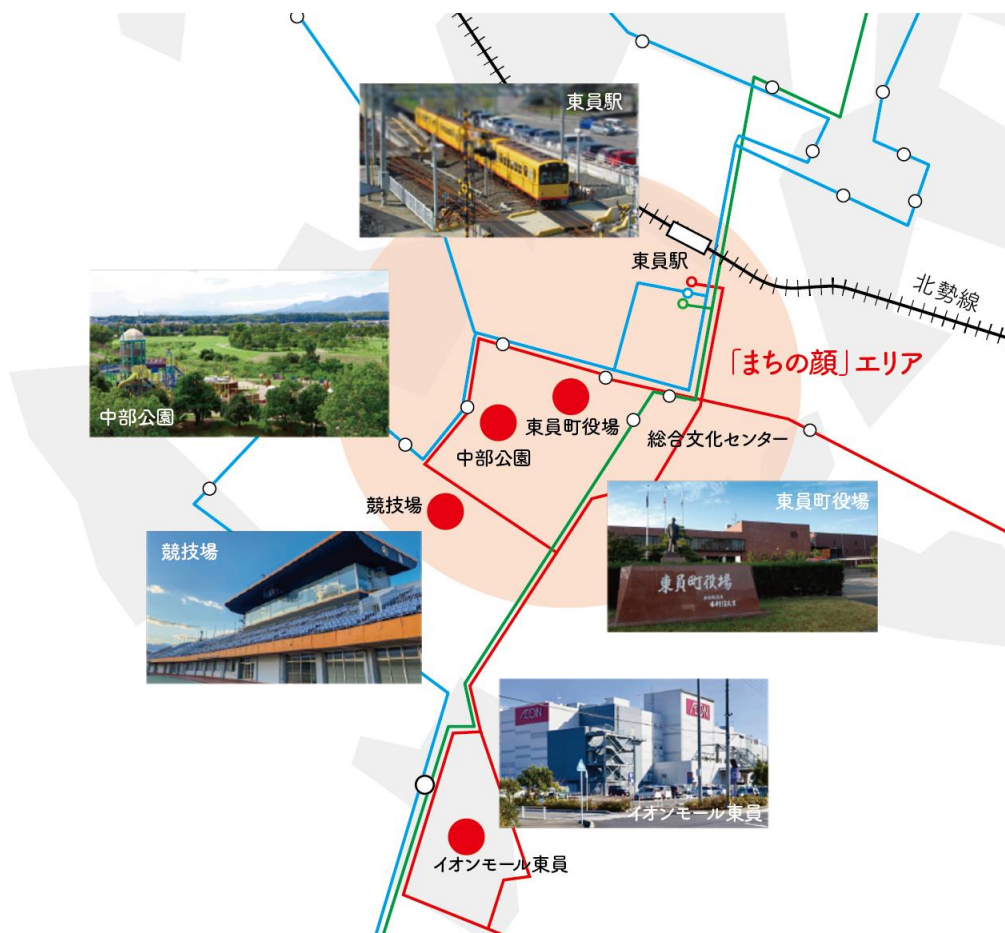 東員駅
東員駅
北勢線
「まちの顔」エリア
中部公園
東員町役場
総合文化センター
中部公園
競技場
東員町役場
競技場
東員町役場
AEON
AEON
イオンモール東員
イオンモール東員